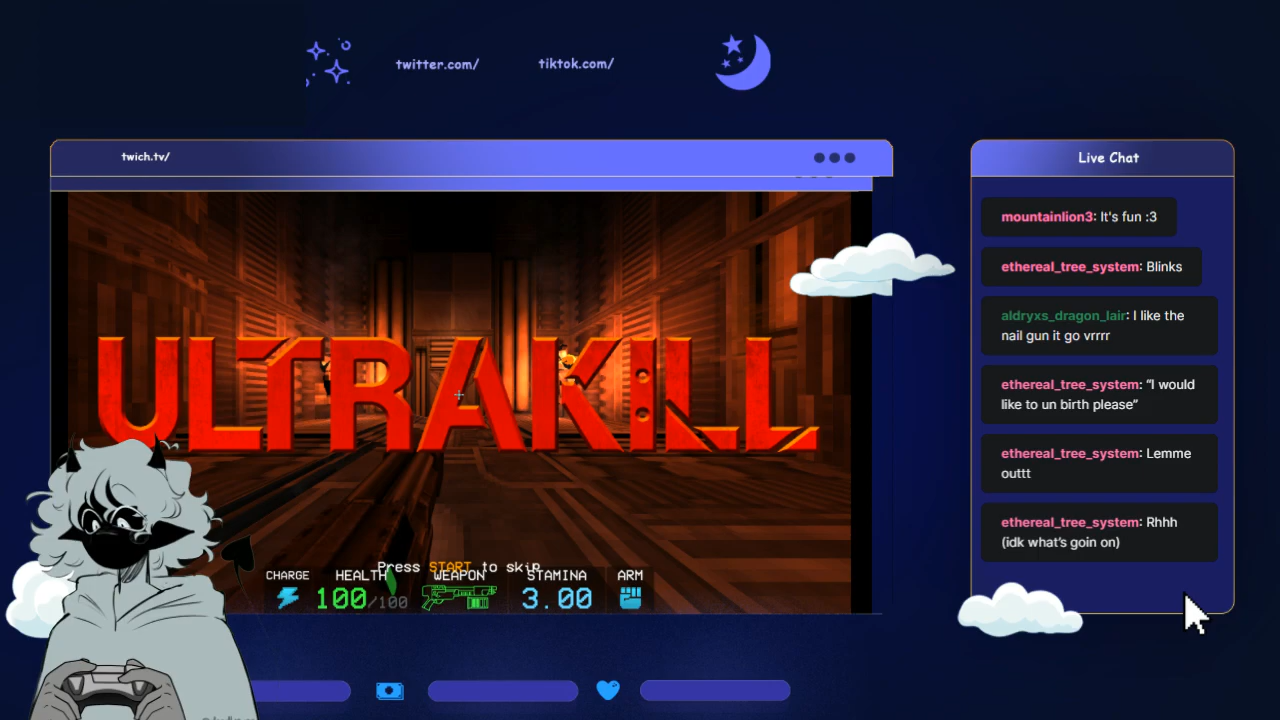 twitter.com/
tiktok.com/
twich.tv/
Live Chat
mountainlion3: It's fun :3
ethereal_tree_system: Blinks
aldryxs_dragon_lair: I like the
nail gun it go vrrrr
ethereal_tree_system: “I would
like to un birth please”
ethereal_tree_system: Lemme
outtt
ethereal_tree_system: Rhhh
(idk what’s goin on)
ULTRAKILL
Press START to skip
CHARGE HEALTH WEAPON STAMINA ARM
100/100 3.00